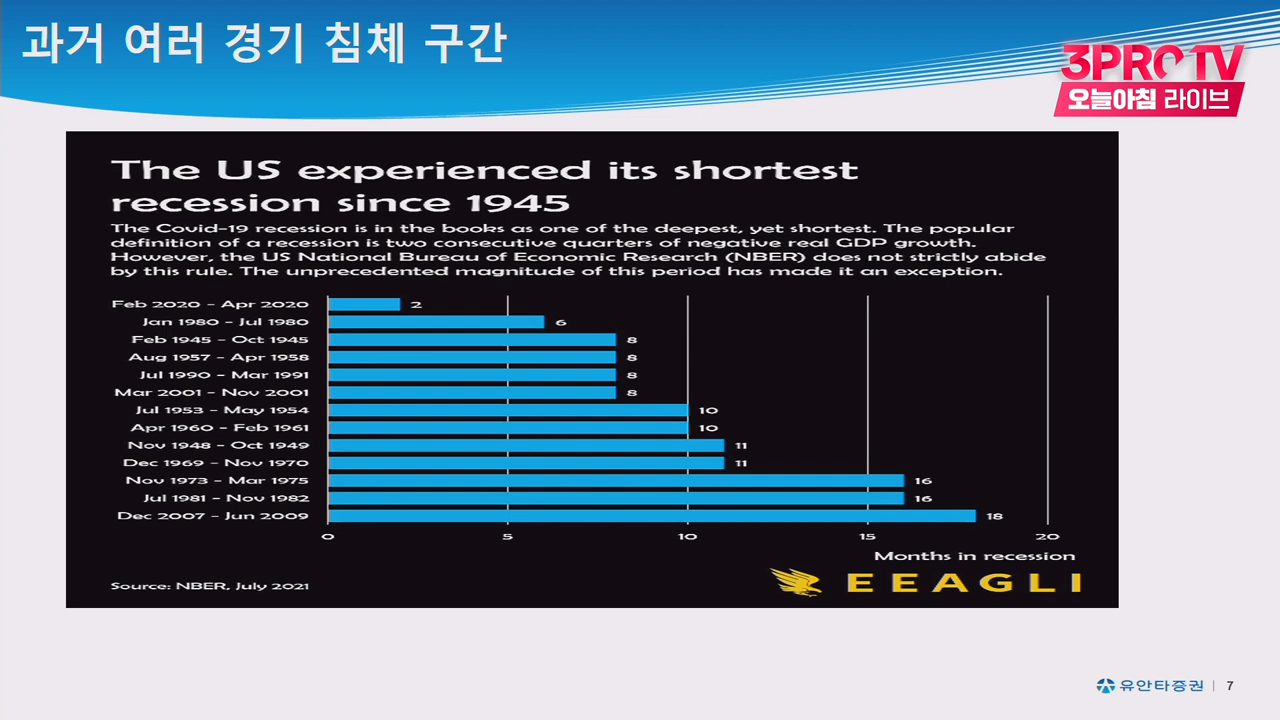 과거 여러 경기 침체 구간
3PROTV
오늘아침 라이브
The US experienced its shortest
recession since 1945
The Covid-19 recession is in the books as one of the deepest, yet shortest. The popular
definition of a recession is two consecutive quarters of negative real GDP growth.
However, the US National Bureau of Economic Research (NBER) does not strictly abide
by this rule. The unprecedented magnitude of this period has made it an exception.
Feb 2020 - Apr 2020 2
Jan 1980 - Jul 1980 6
Feb 1945 - Oct 1945 8
Aug 1957 - Apr 1958 8
Jul 1990 - Mar 1991 8
Mar 2001 - Nov 2001 8
Jul 1953 - May 1954 10
Apr 1960 - Feb 1961 10
Nov 1948 - Oct 1949 11
Dec 1969 - Nov 1970 11
Nov 1973 - Mar 1975 16
Jul 1981 - Nov 1982 16
Dec 2007 - Jun 2009 18
0 5 10 15 20
Months in recession
Source: NBER, July 2021
EEAGLI
유안타증권 | 7